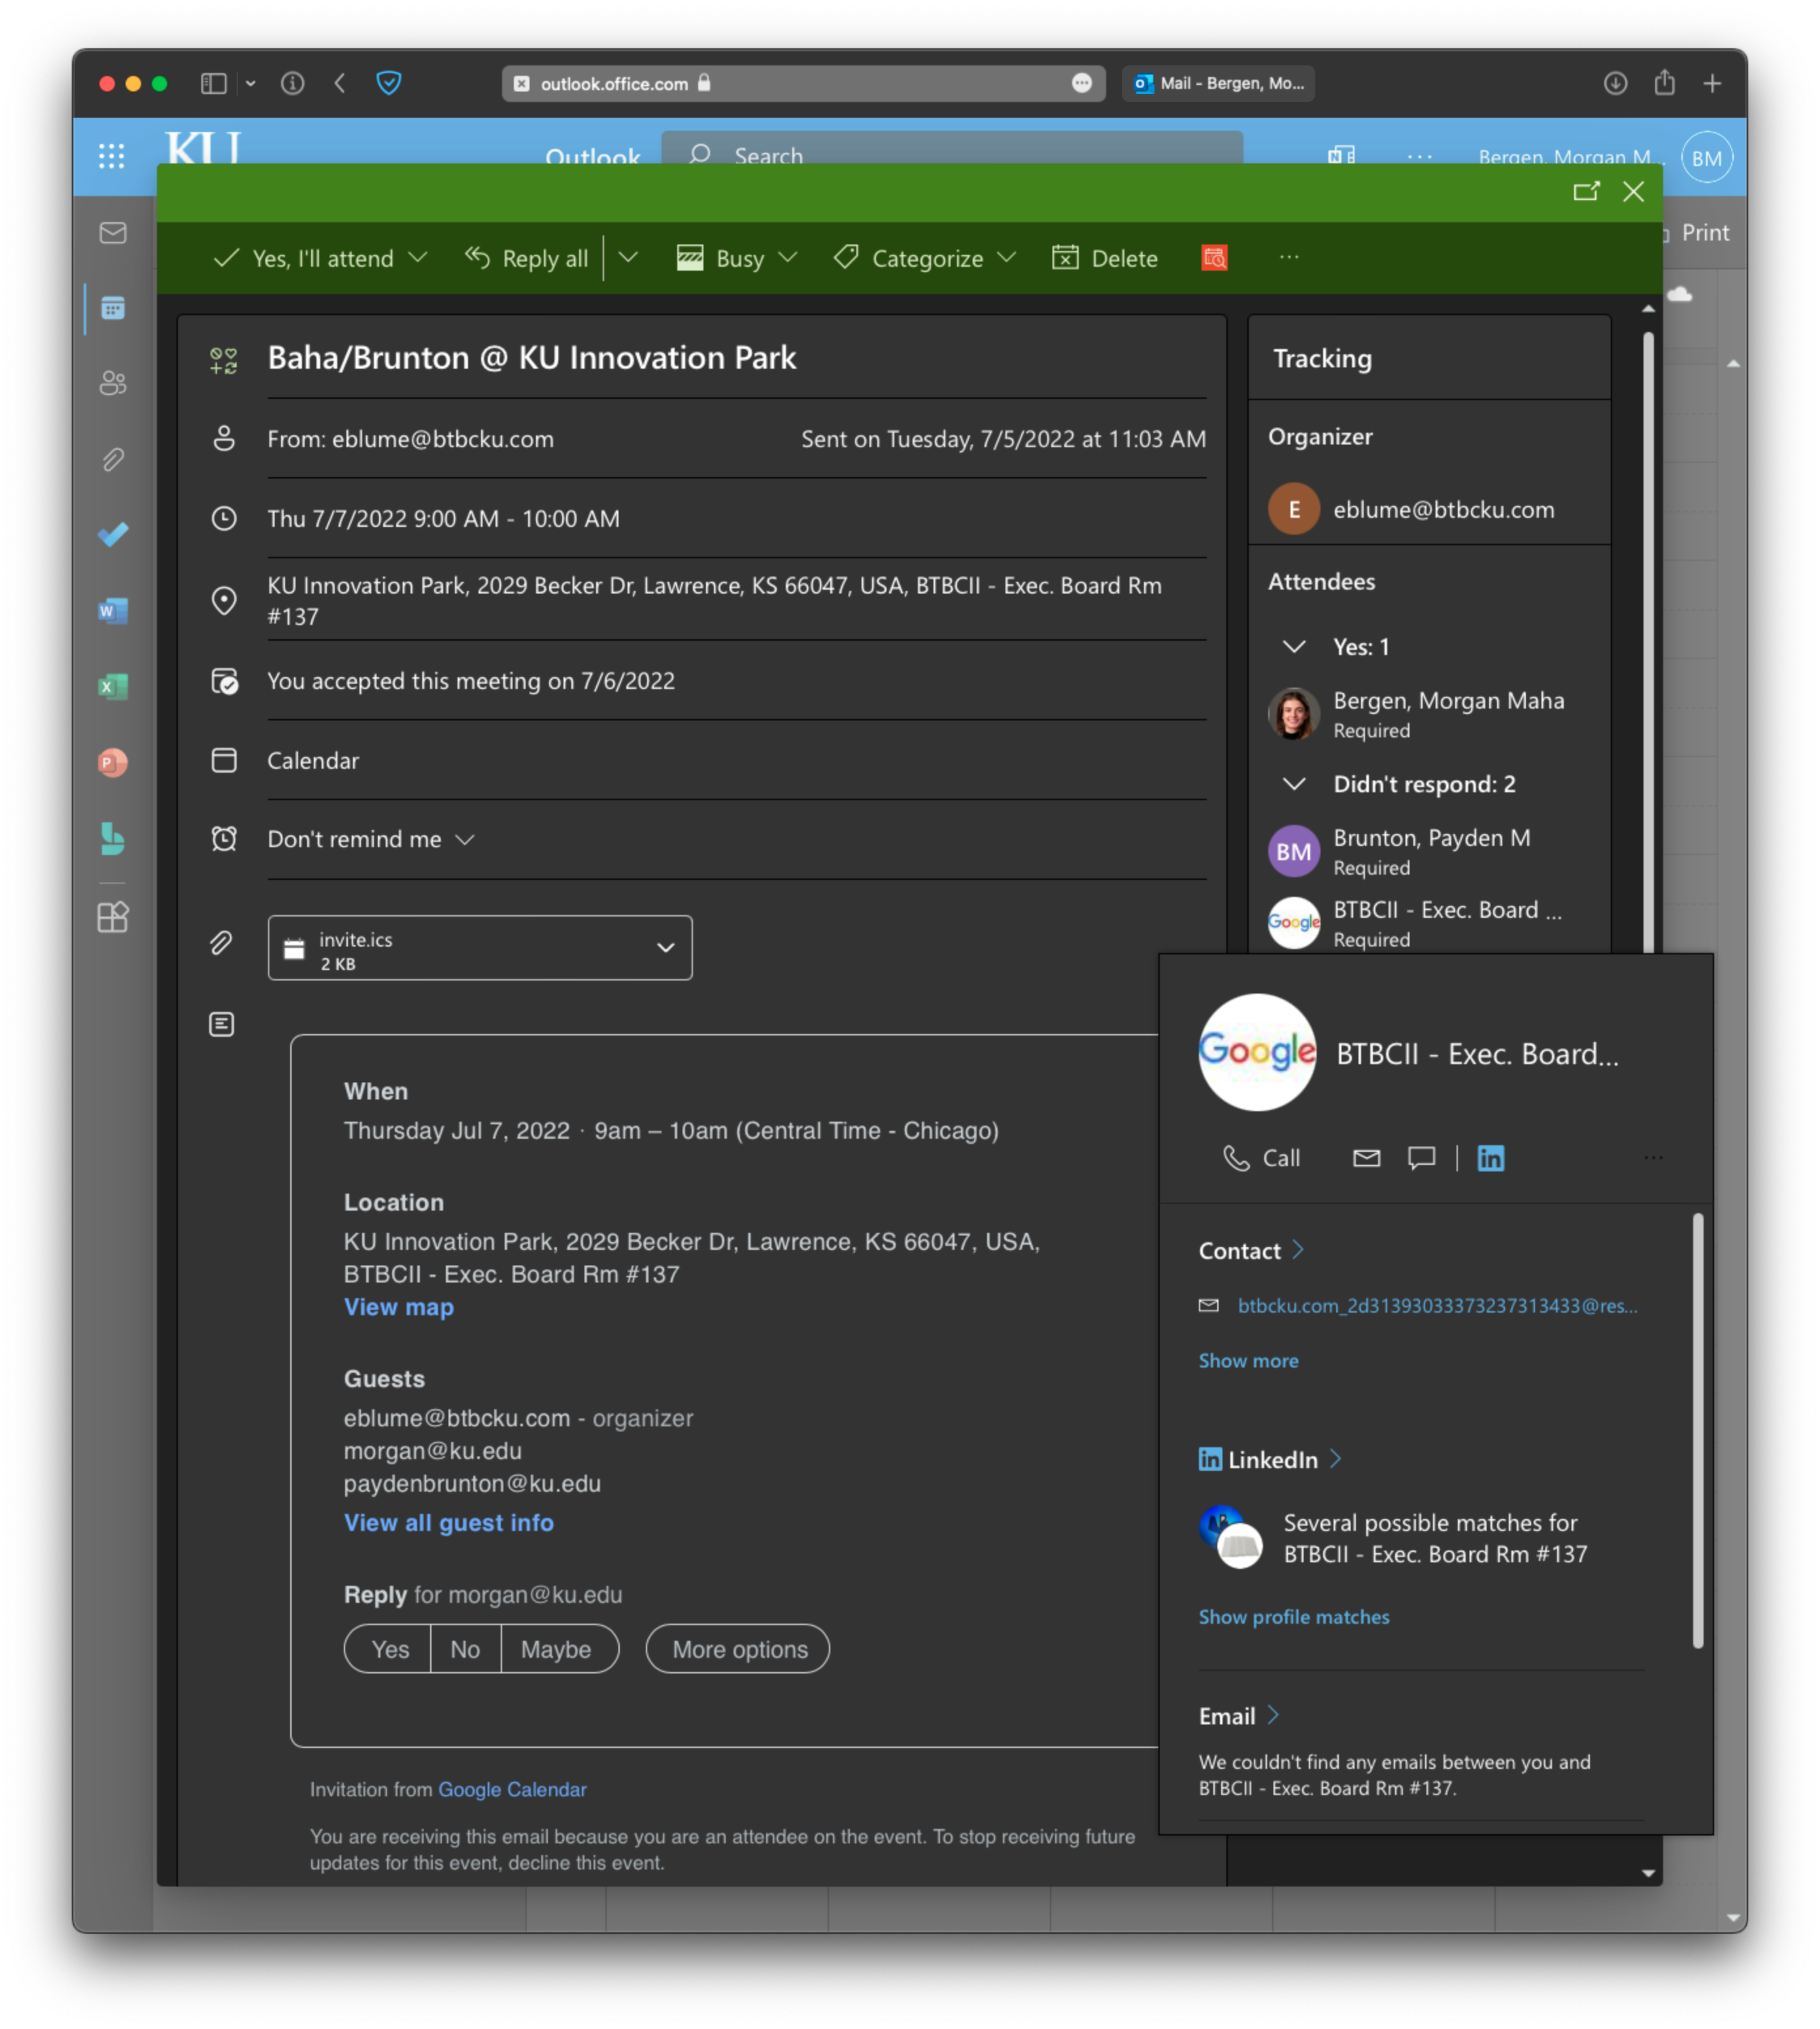 outlook.office.com
Mail - Bergen, Mo...
KU
Outlook
Search
Bergen, Morgan M...
BM
Print
Yes, I'll attend
Reply all
Busy
Categorize
Delete
Baha/Brunton @ KU Innovation Park
From: eblume@btbcku.com
Sent on Tuesday, 7/5/2022 at 11:03 AM
Thu 7/7/2022 9:00 AM - 10:00 AM
KU Innovation Park, 2029 Becker Dr, Lawrence, KS 66047, USA, BTBCII - Exec. Board Rm
#137
You accepted this meeting on 7/6/2022
Calendar
Don't remind me
invite.ics
2 KB
When
Thursday Jul 7, 2022 · 9am – 10am (Central Time - Chicago)
Location
KU Innovation Park, 2029 Becker Dr, Lawrence, KS 66047, USA,
BTBCII - Exec. Board Rm #137
View map
Guests
eblume@btbcku.com - organizer
morgan@ku.edu
paydenbrunton@ku.edu
View all guest info
Reply for morgan@ku.edu
Yes
No
Maybe
More options
Invitation from Google Calendar
You are receiving this email because you are an attendee on the event. To stop receiving future
updates for this event, decline this event.
Tracking
Organizer
E
eblume@btbcku.com
Attendees
Yes: 1
Bergen, Morgan Maha
Required
Didn't respond: 2
BM
Brunton, Payden M
Required
Google
BTBCII - Exec. Board ...
Required
Google
BTBCII - Exec. Board...
Call
in
Contact
btbcku.com_2d31393033373237313433@res...
Show more
in LinkedIn
Several possible matches for
BTBCII - Exec. Board Rm #137
Show profile matches
Email
We couldn't find any emails between you and
BTBCII - Exec. Board Rm #137.